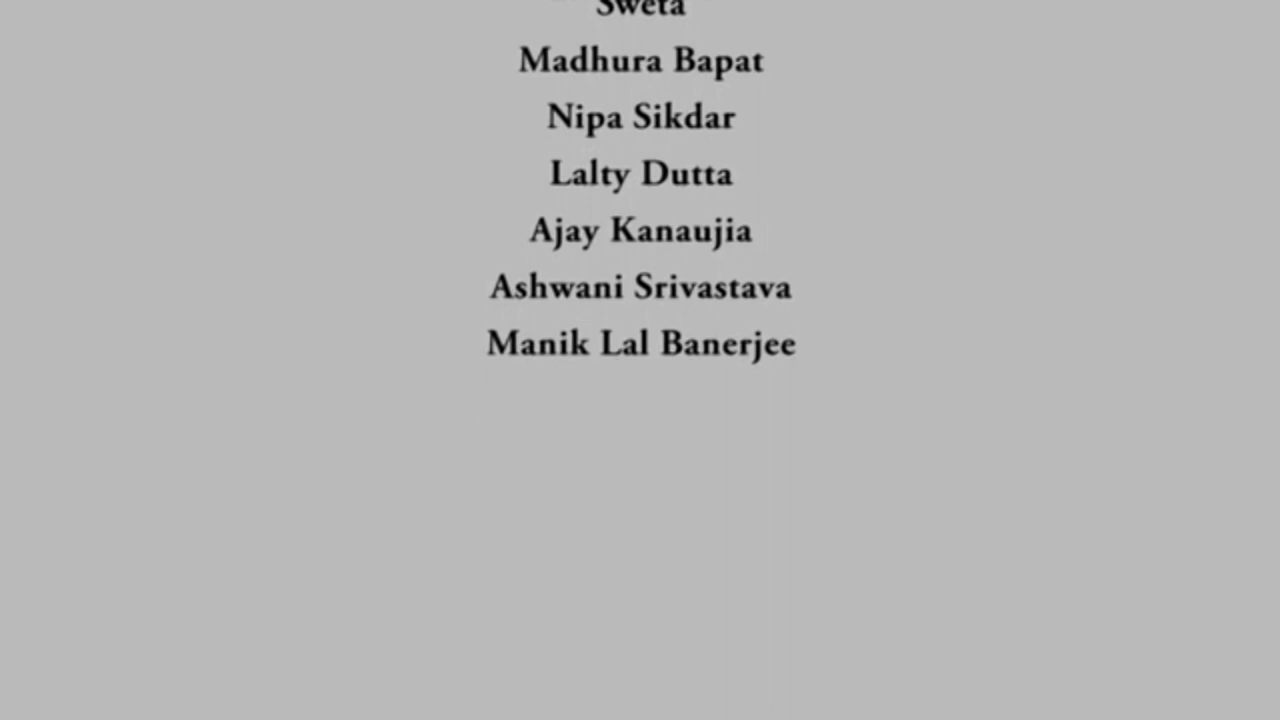 Sweta
Madhura Bapat
Nipa Sikdar
Lalty Dutta
Ajay Kanaujia
Ashwani Srivastava
Manik Lal Banerjee